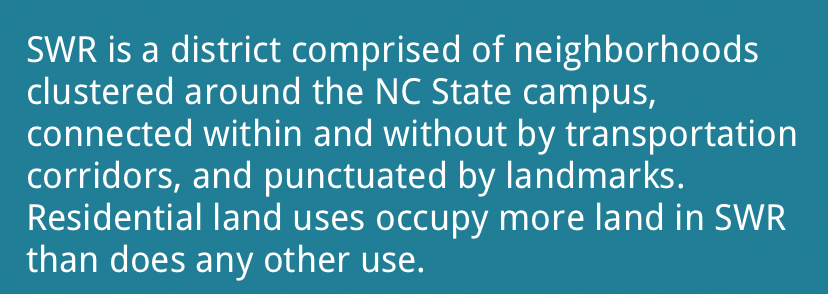 SWR is a district comprised of neighborhoods
clustered around the NC State campus,
connected within and without by transportation
corridors, and punctuated by landmarks.
Residential land uses occupy more land in SWR
than does any other use.